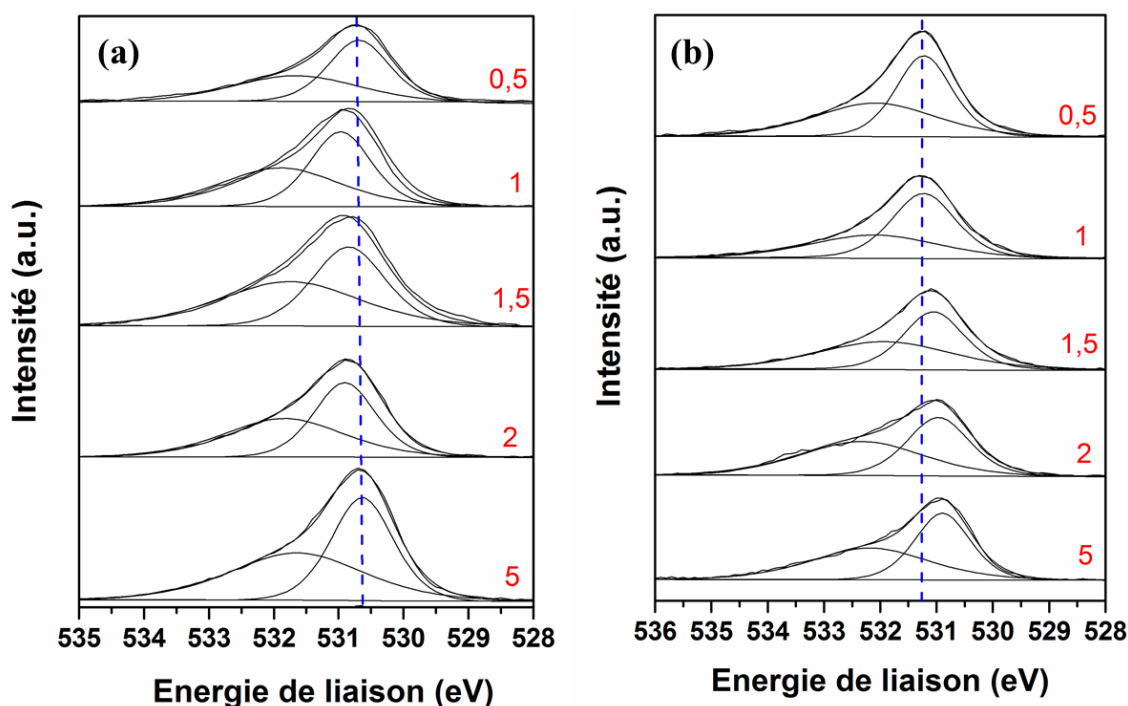 (a)
0,5
1
1,5
2
5
Intensité (a.u.)
535 534 533 532 531 530 529 528
Energie de liaison (eV)
(b)
0,5
1
1,5
2
5
Intensité (a.u.)
536 535 534 533 532 531 530 529 528
Energie de liaison (eV)